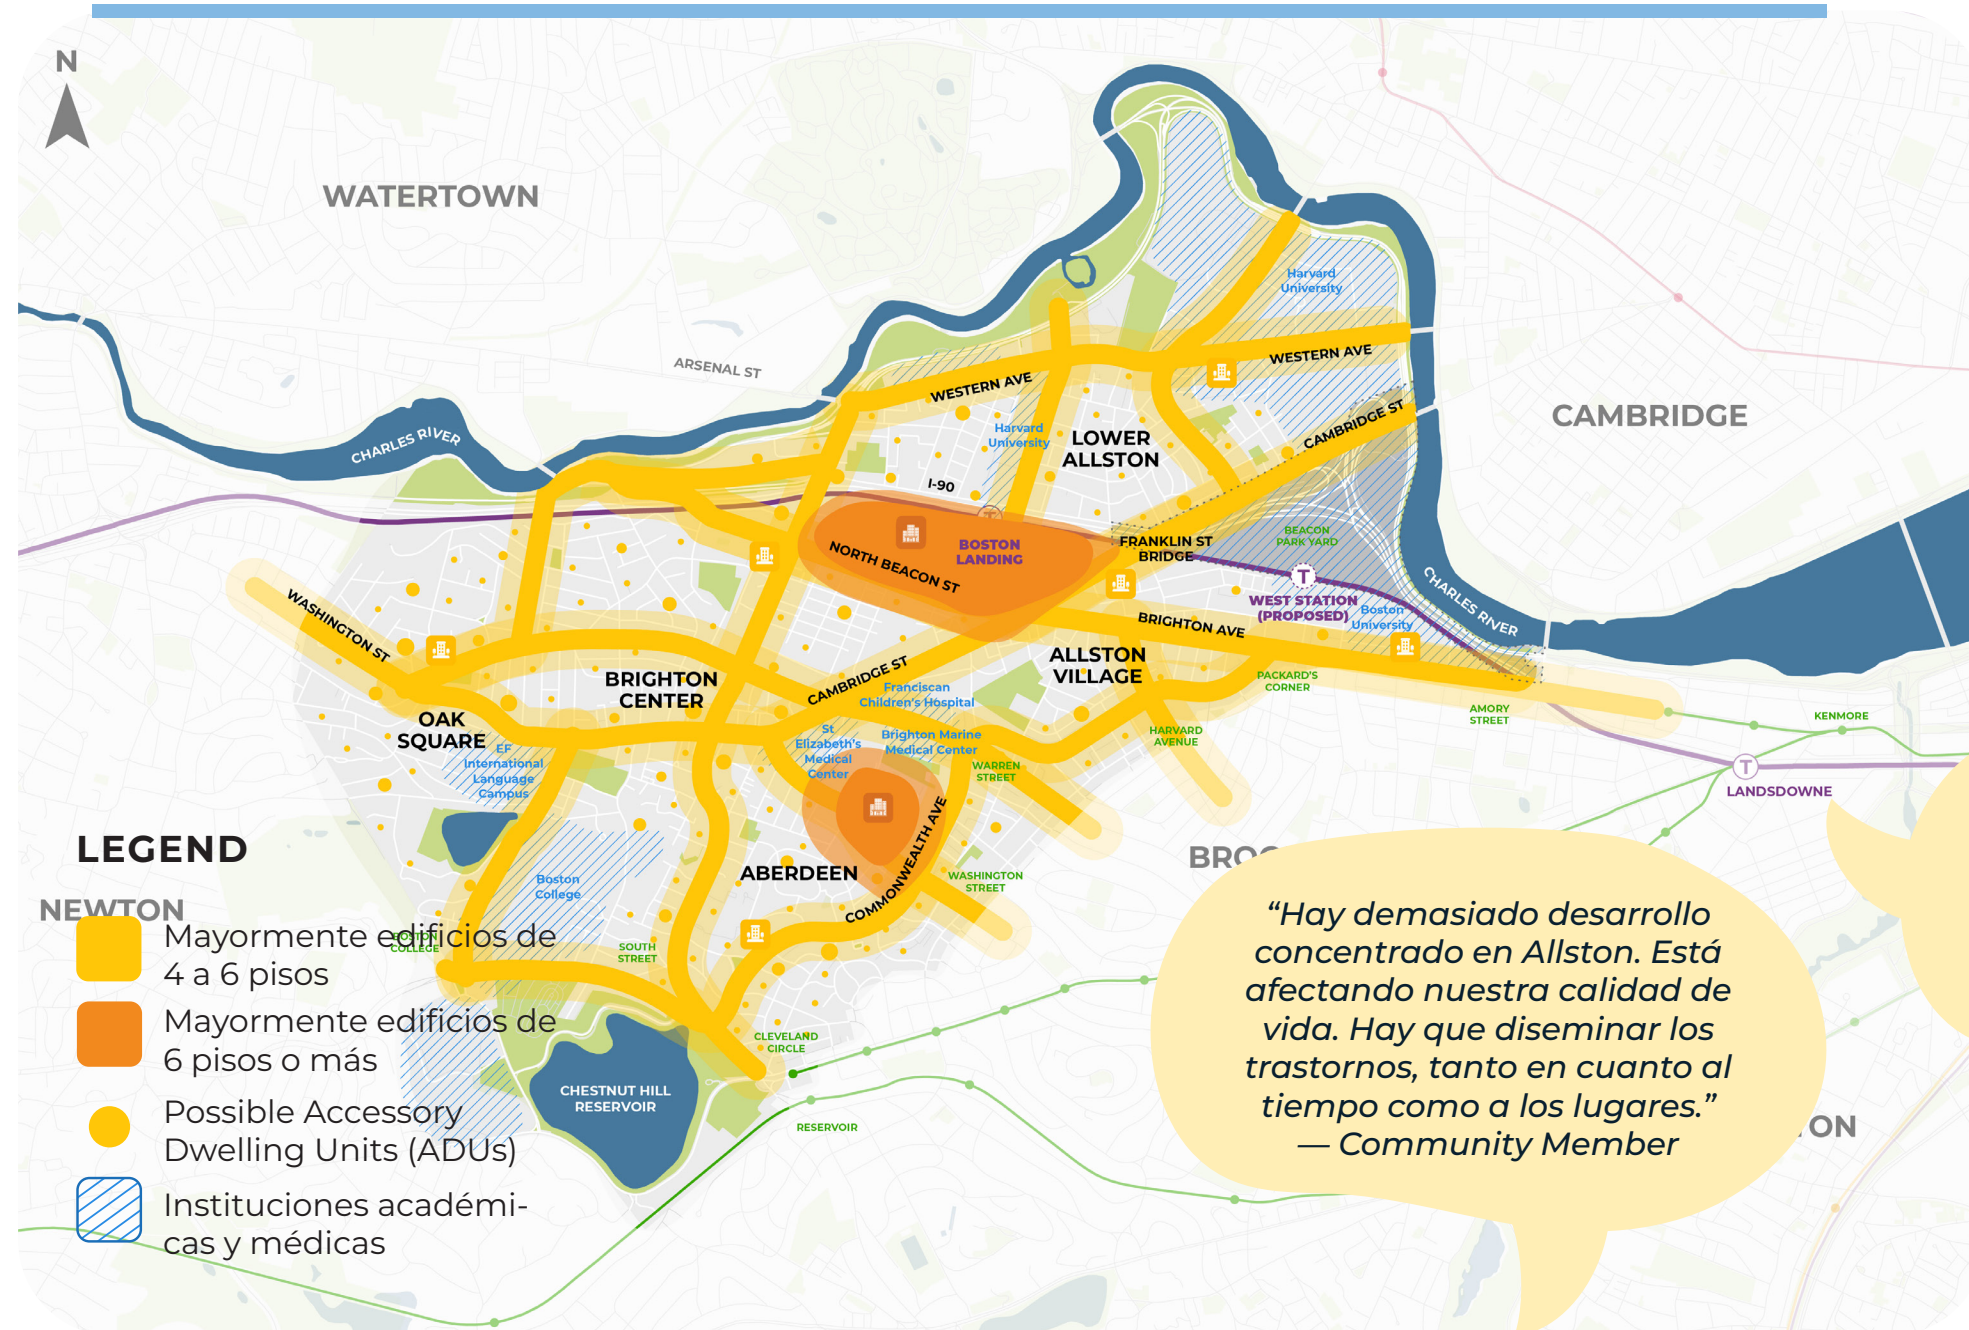 N
WATERTOWN
ARSENAL ST
CHARLES RIVER
Harvard
University
WESTERN AVE
WESTERN AVE
CAMBRIDGE
CAMBRIDGE ST
Harvard
University
LOWER
ALLSTON
I-90
T
BOSTON
LANDING
NORTH BEACON ST
FRANKLIN ST
BRIDGE
BEACON
PARK YARD
T
WEST STATION
(PROPOSED)
Boston
University
CHARLES RIVER
BRIGHTON AVE
WASHINGTON ST
BRIGHTON
CENTER
CAMBRIDGE ST
ALLSTON
VILLAGE
PACKARD'S
CORNER
Franciscan
Children's Hospital
OAK
SQUARE
St
Elizabeth's
Medical
Center
Brighton Marine
Medical Center
HARVARD
AVENUE
AMORY
STREET
KENMORE
EF
International
Language
Campus
WARREN
STREET
T
LANDSDOWNE
LEGEND
ABERDEEN
COMMONWEALTH AVE
WASHINGTON
STREET
BROO
Boston
College
NEWTON
BOSTON
COLLEGE
SOUTH
STREET
Mayormente edificios de
4 a 6 pisos
Mayormente edificios de
6 pisos o más
Possible Accessory
Dwelling Units (ADUs)
Instituciones académi-
cas y médicas
CLEVELAND
CIRCLE
CHESTNUT HILL
RESERVOIR
RESERVOIR
“Hay demasiado desarrollo
concentrado en Allston. Está
afectando nuestra calidad de
vida. Hay que diseminar los
trastornos, tanto en cuanto al
tiempo como a los lugares.”
— Community Member
TON